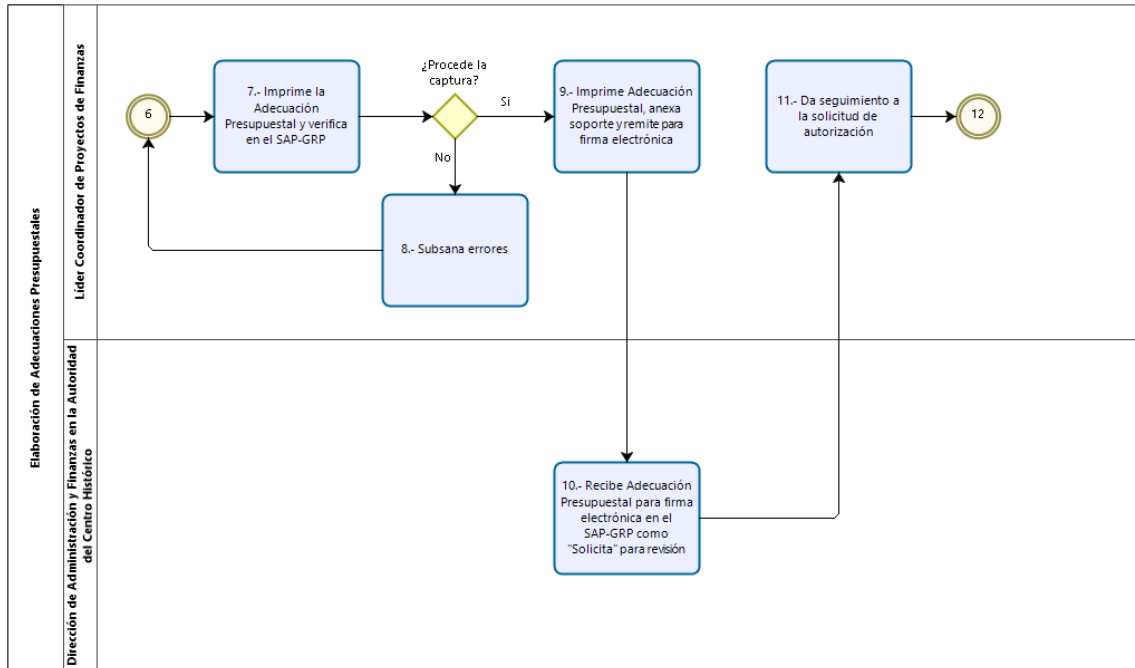 Elaboración de Adecuaciones Presupuestales
Líder Coordinador de Proyectos de Finanzas
6
7.- Imprime la
Adecuación
Presupuestal y verifica
en el SAP-GRP
¿Procede la
captura?
Si
No
8.- Subsana errores
9.- Imprime Adecuación
Presupuestal, anexa
soporte y remite para
firma electrónica
11.- Da seguimiento a
la solicitud de
autorización
12
Dirección de Administración y Finanzas en la Autoridad
del Centro Histórico
10.- Recibe Adecuación
Presupuestal para firma
electrónica en el
SAP-GRP como
"Solicita" para revisión